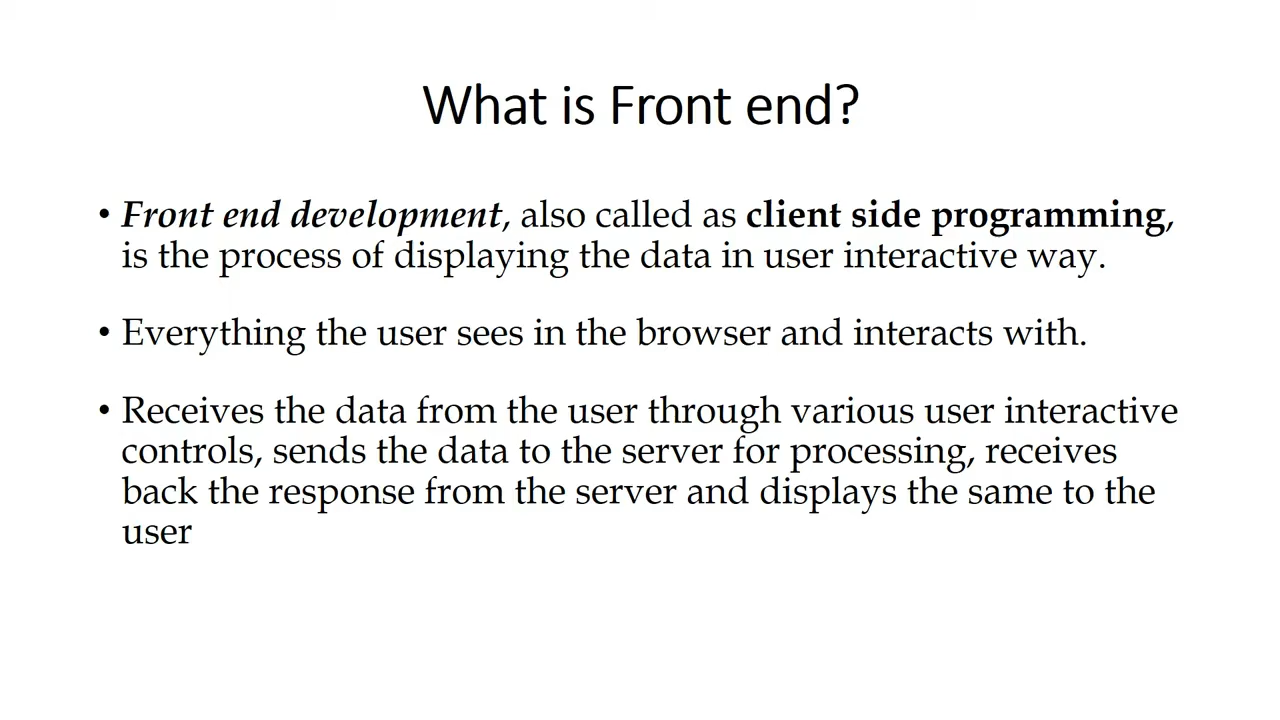 What is Front end?
• Front end development, also called as client side programming,
is the process of displaying the data in user interactive way.
• Everything the user sees in the browser and interacts with.
• Receives the data from the user through various user interactive
controls, sends the data to the server for processing, receives
back the response from the server and displays the same to the
user